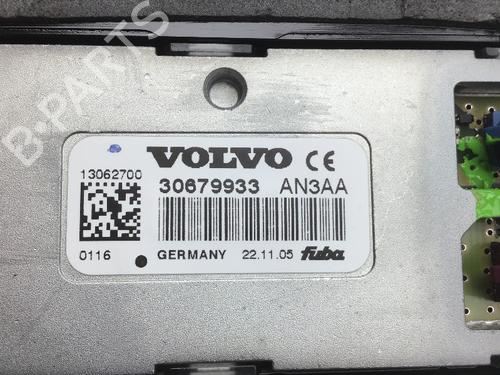 B-PARTS
VOLVO CE
13062700
30679933 AN3AA
0116
GERMANY 22.11.05 fuba